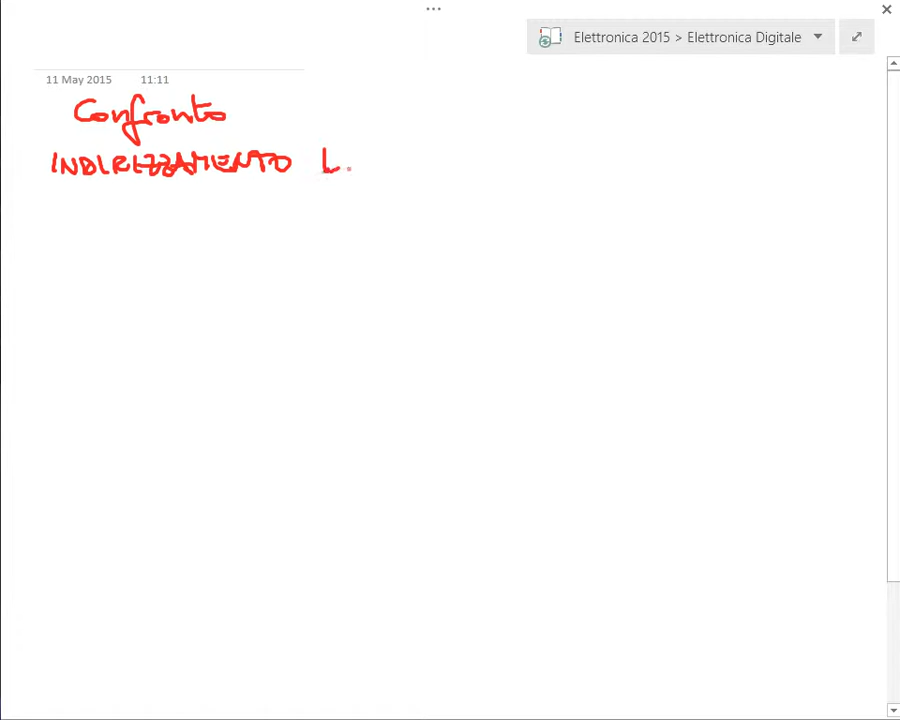 Elettronica 2015 > Elettronica Digitale
11 May 2015 11:11
Confronto
INDIRIZZAMENTO L.